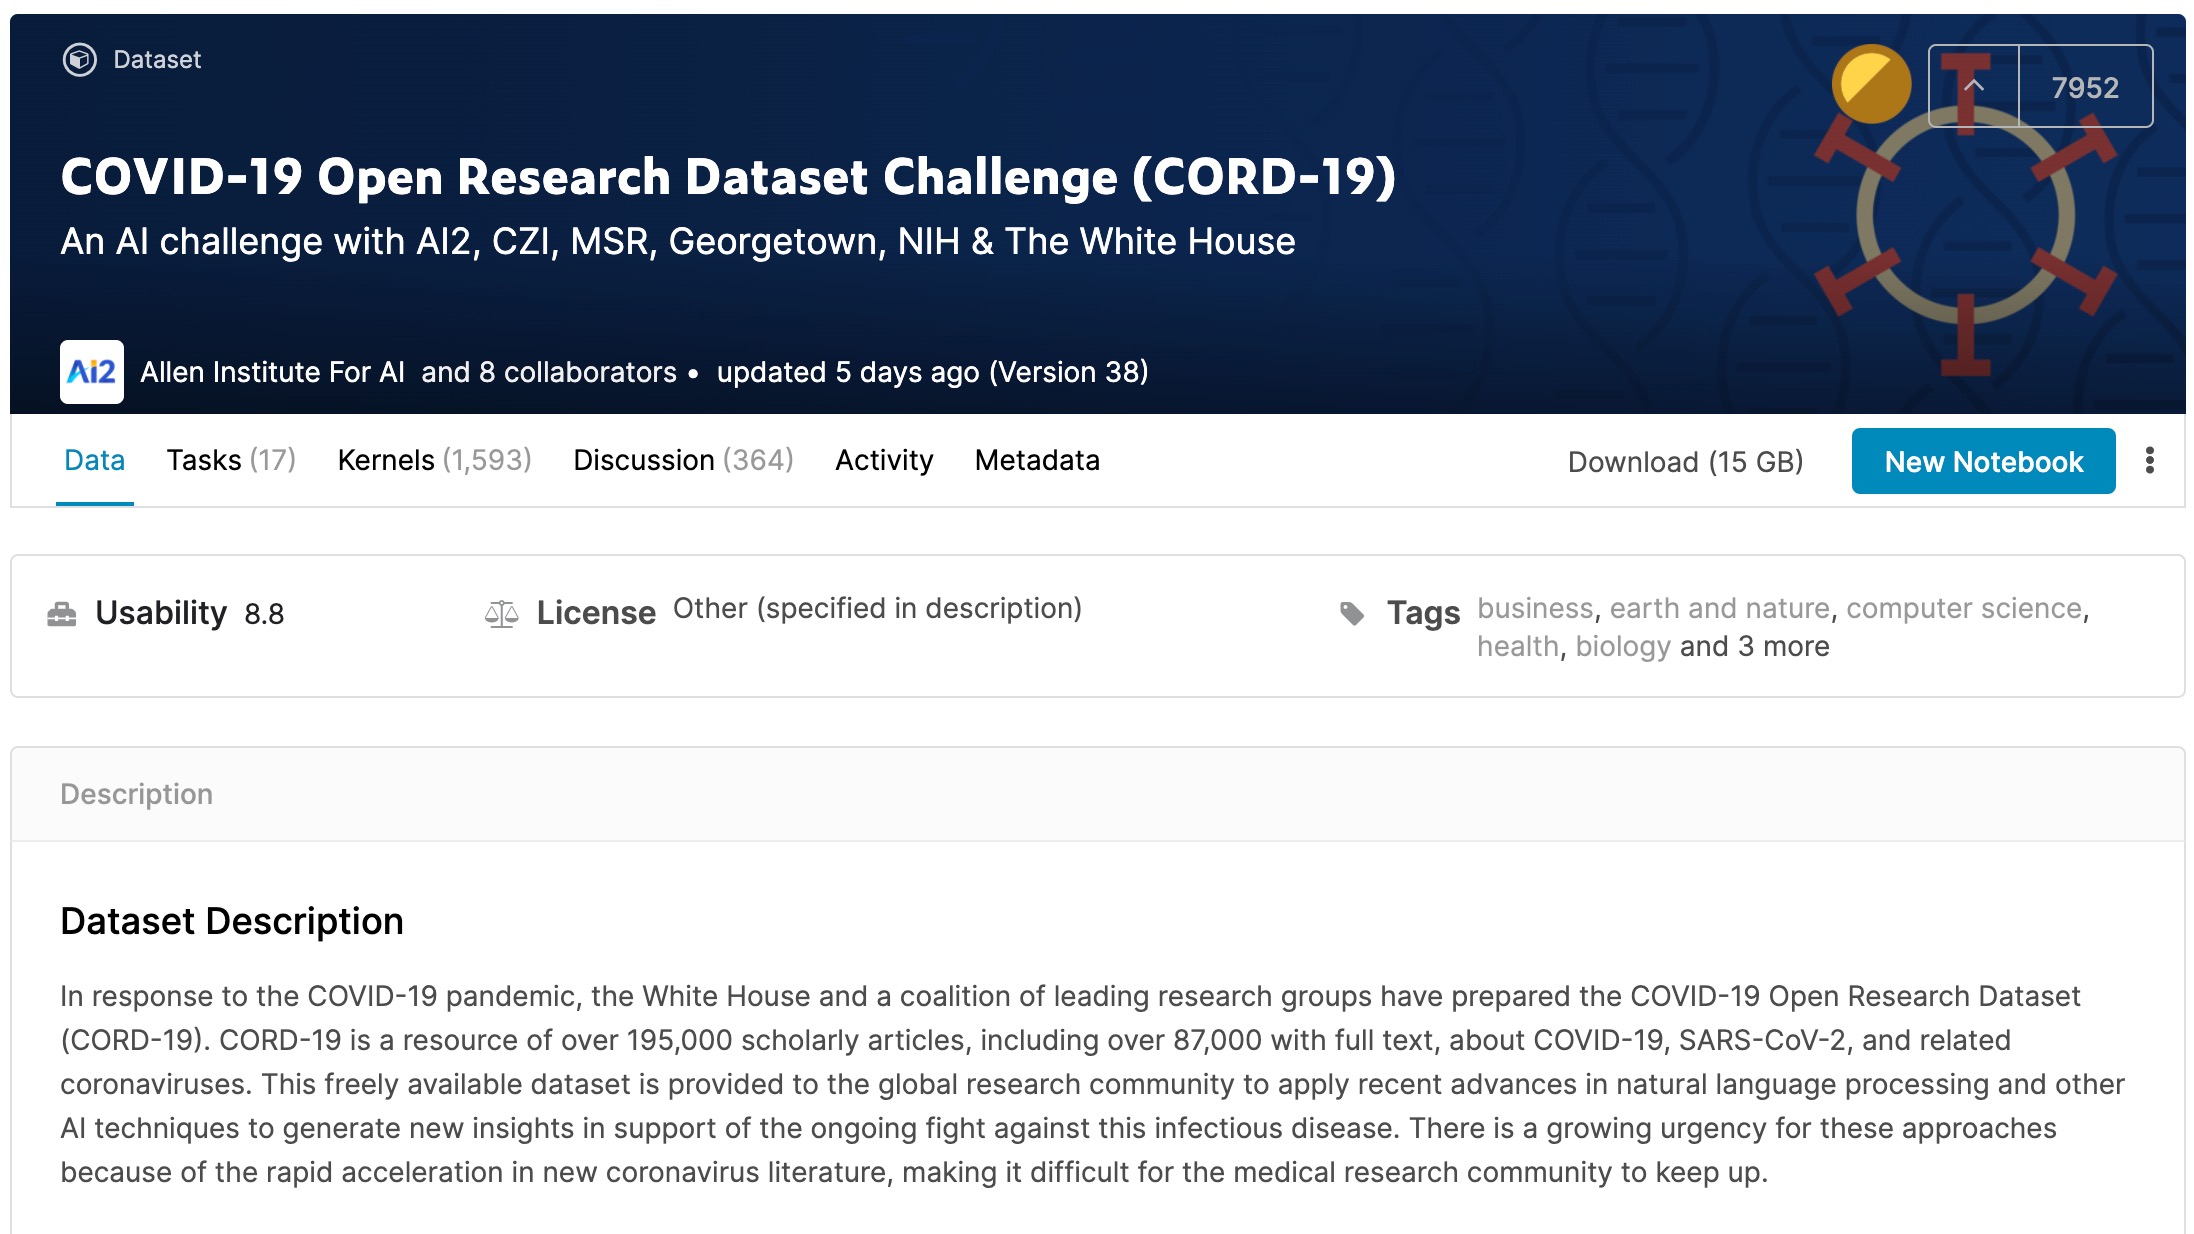 Dataset
7952
COVID-19 Open Research Dataset Challenge (CORD-19)
An AI challenge with AI2, CZI, MSR, Georgetown, NIH & The White House
Ai2 Allen Institute For AI and 8 collaborators • updated 5 days ago (Version 38)
Data Tasks (17) Kernels (1,593) Discussion (364) Activity Metadata Download (15 GB) New Notebook
Usability 8.8 License Other (specified in description) Tags business, earth and nature, computer science,
health, biology and 3 more
Description
Dataset Description
In response to the COVID-19 pandemic, the White House and a coalition of leading research groups have prepared the COVID-19 Open Research Dataset
(CORD-19). CORD-19 is a resource of over 195,000 scholarly articles, including over 87,000 with full text, about COVID-19, SARS-CoV-2, and related
coronaviruses. This freely available dataset is provided to the global research community to apply recent advances in natural language processing and other
AI techniques to generate new insights in support of the ongoing fight against this infectious disease. There is a growing urgency for these approaches
because of the rapid acceleration in new coronavirus literature, making it difficult for the medical research community to keep up.